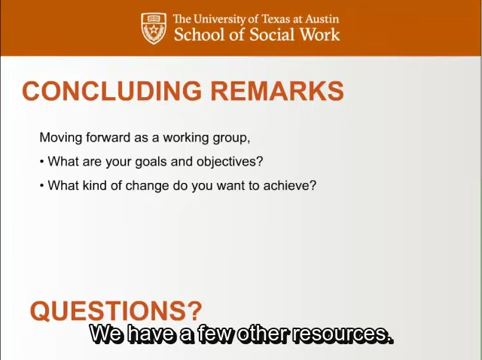 The University of Texas at Austin
School of Social Work
CONCLUDING REMARKS
Moving forward as a working group,
• What are your goals and objectives?
• What kind of change do you want to achieve?
QUESTIONS?
We have a few other resources.